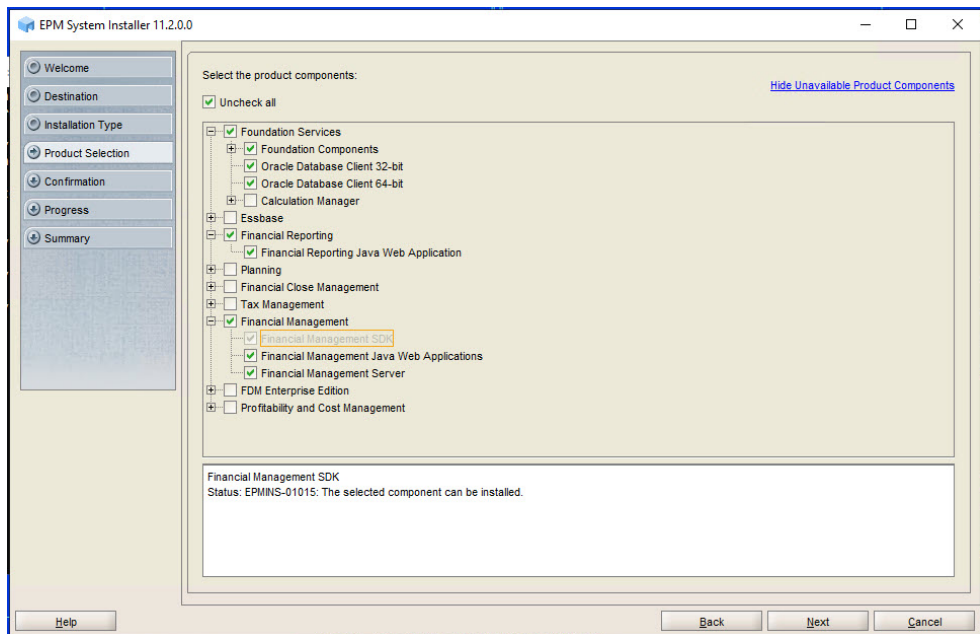 EPM System Installer 11.2.0.0
Welcome
Destination
Installation Type
Product Selection
Confirmation
Progress
Summary
Select the product components:
Hide Unavailable Product Components
Uncheck all
Foundation Services
Foundation Components
Oracle Database Client 32-bit
Oracle Database Client 64-bit
Calculation Manager
Essbase
Financial Reporting
Financial Reporting Java Web Application
Planning
Financial Close Management
Tax Management
Financial Management
Financial Management SDK
Financial Management Java Web Applications
Financial Management Server
FDM Enterprise Edition
Profitability and Cost Management
Financial Management SDK
Status: EPMINS-01015: The selected component can be installed.
Help
Back
Next
Cancel